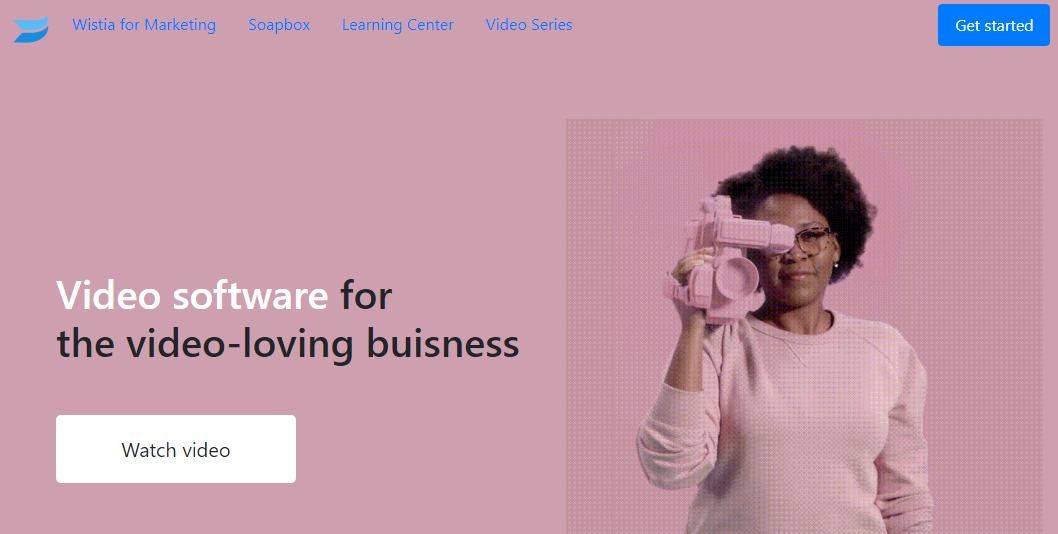 Wistia for Marketing
Soapbox
Learning Center
Video Series
Get started
Video software for
the video-loving buisness
Watch video